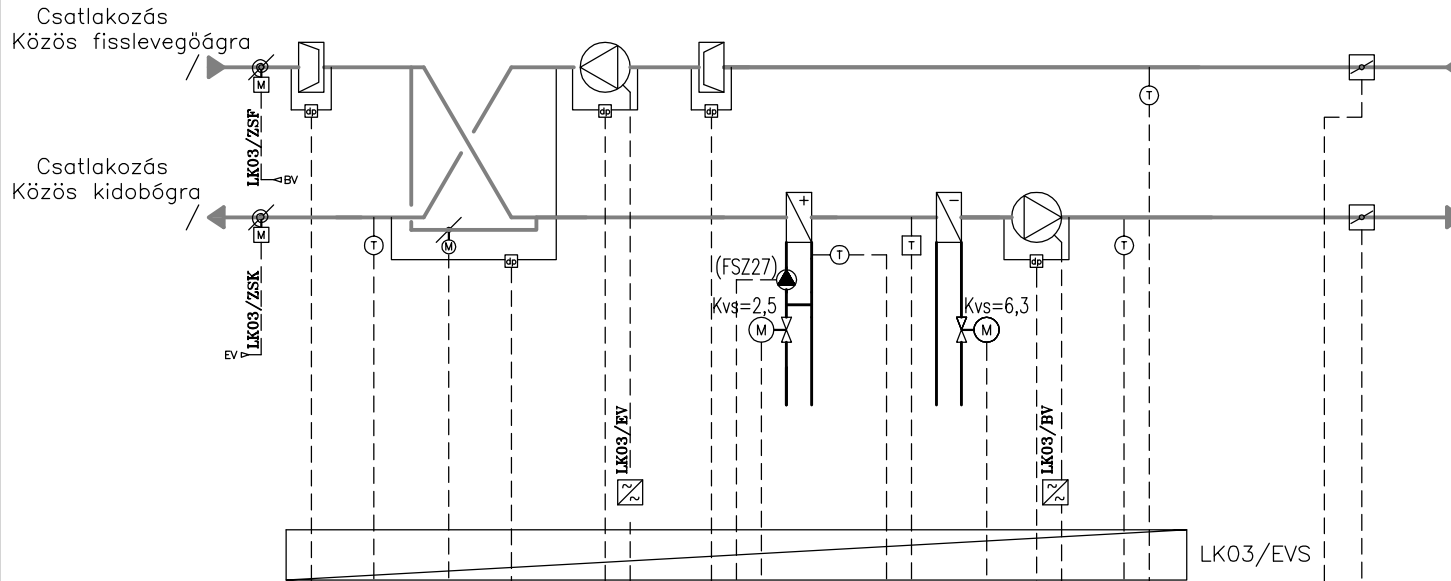 Csatlakozás
Közös fisslevegőágra
M
dp
dp
dp
T
LK03/ZSF
BV
Csatlakozás
Közös kidobógra
+
-
M
T
M
dp
T
T
dp
T
(FSZ27)
Kvs=2,5
Kvs=6,3
M
M
LK03/ZSK
EV
LK03/EV
LK03/BV
~
~
~
~
LK03/EVS